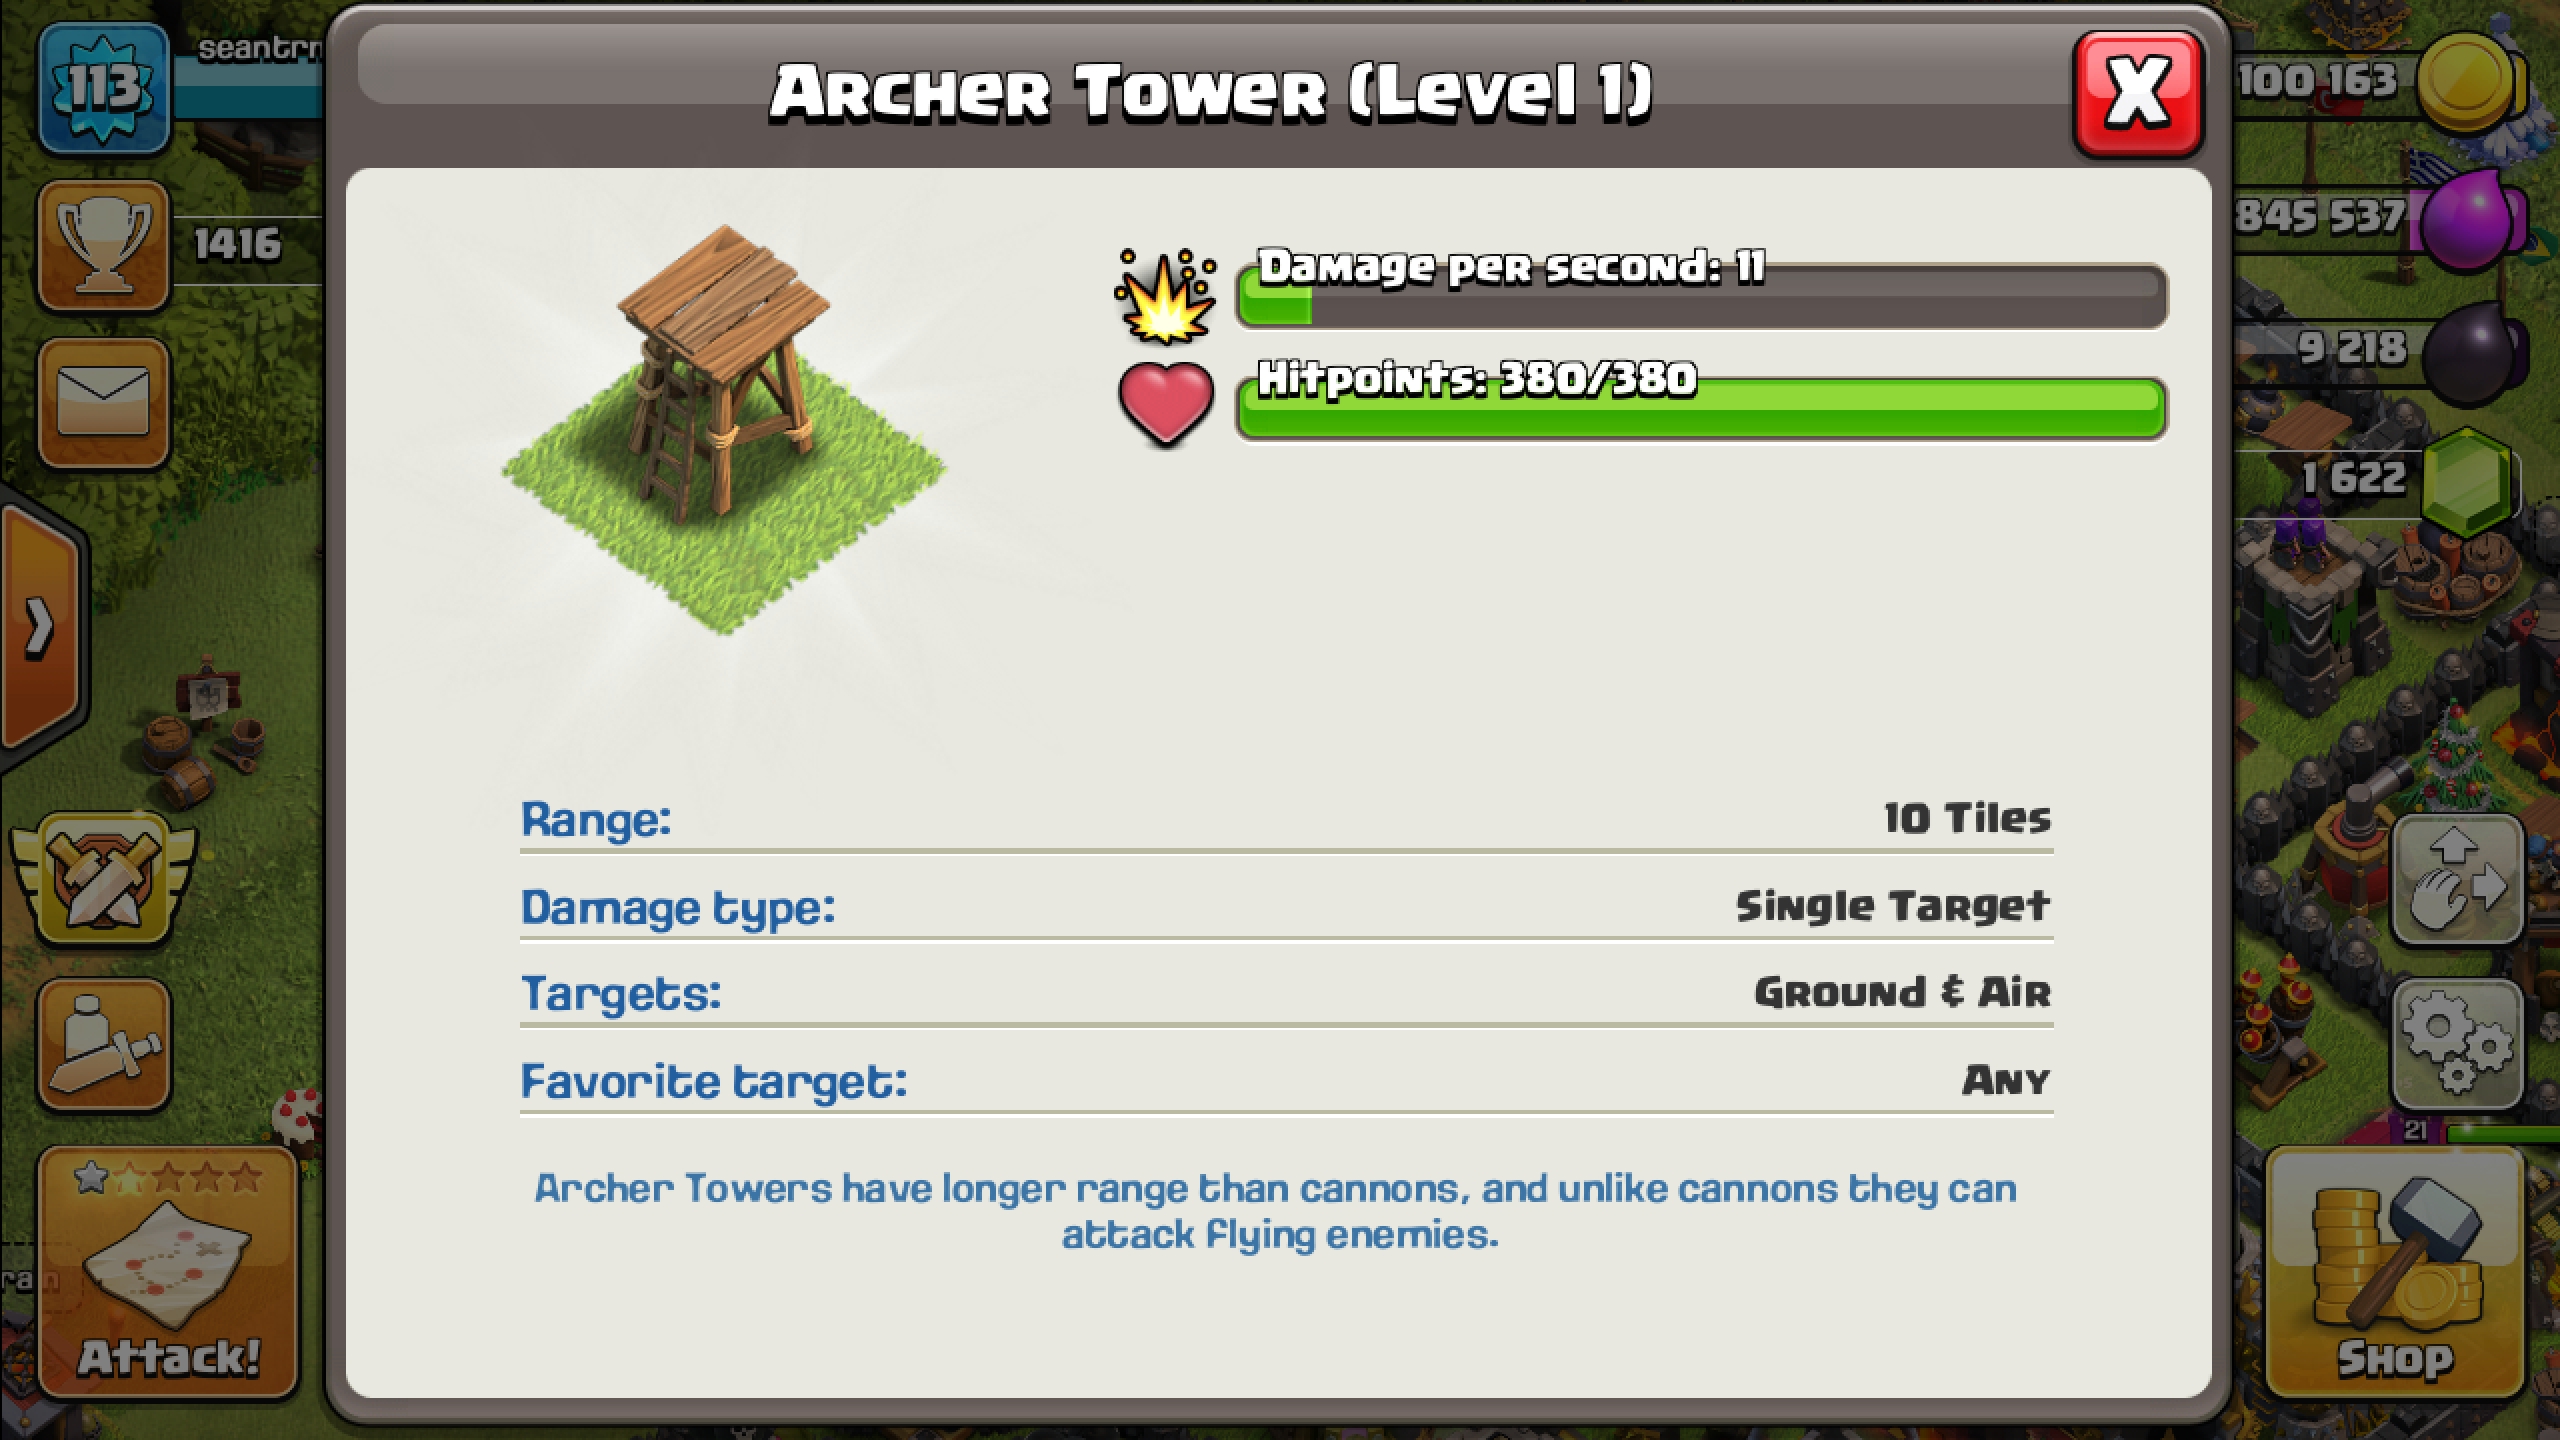 113
seantrn
Archer Tower (Level 1)
X
100 163
1416
Damage per second: 11
845 537
Hitpoints: 380/380
9 218
1 622
Range: 10 Tiles
Damage type: Single Target
Targets: Ground & Air
Favorite target: Any
21
Archer Towers have longer range than cannons, and unlike cannons they can
attack flying enemies.
Attack!
Shop